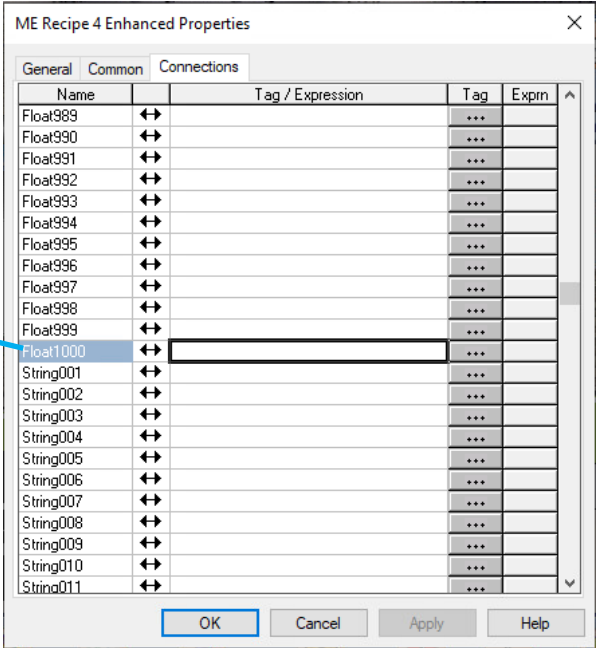 ME Recipe 4 Enhanced Properties
General Common Connections
Name Tag / Expression Tag Exprn
Float989 ...
Float990 ...
Float991 ...
Float992 ...
Float993 ...
Float994 ...
Float995 ...
Float996 ...
Float997 ...
Float998 ...
Float999 ...
Float1000 ...
String001 ...
String002 ...
String003 ...
String004 ...
String005 ...
String006 ...
String007 ...
String008 ...
String009 ...
String010 ...
String011 ...
OK Cancel Apply Help